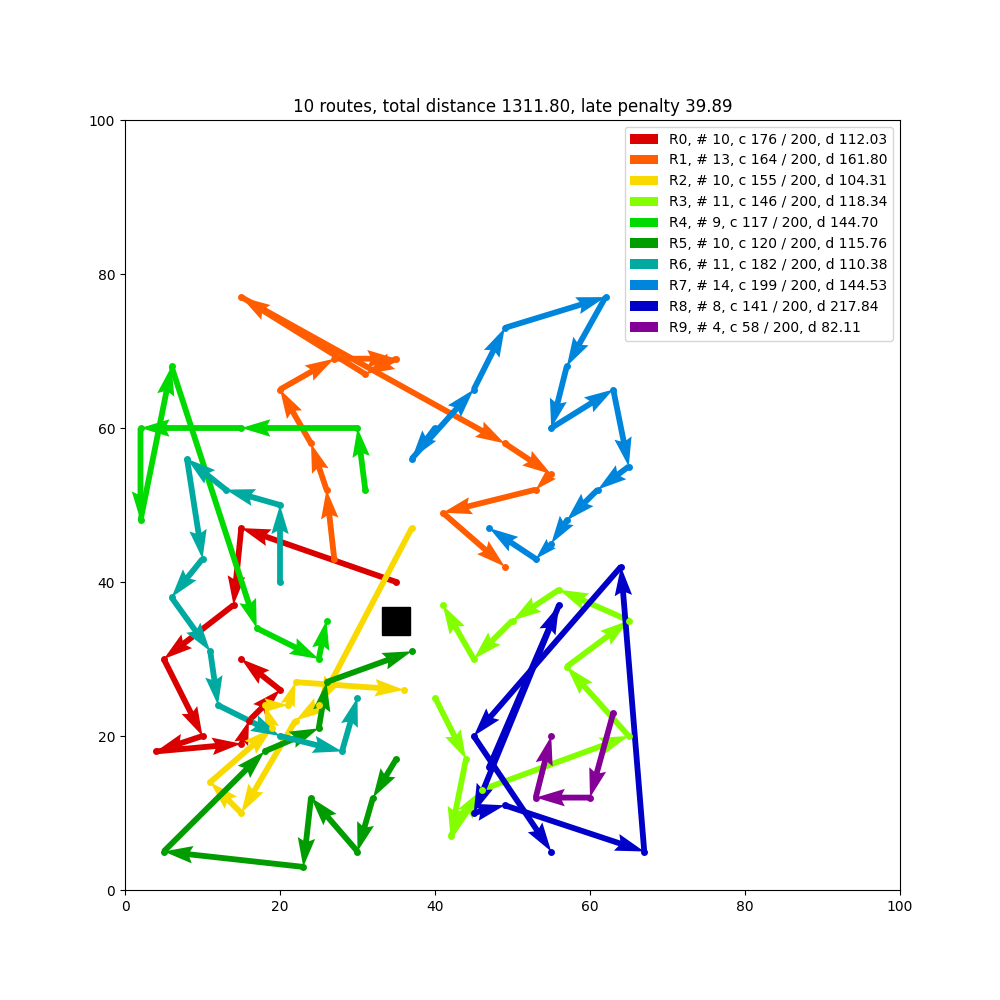 10 routes, total distance 1311.80, late penalty 39.89
100
80
60
40
20
0
0 20 40 60 80 100
R0, # 10, c 176 / 200, d 112.03
R1, # 13, c 164 / 200, d 161.80
R2, # 10, c 155 / 200, d 104.31
R3, # 11, c 146 / 200, d 118.34
R4, # 9, c 117 / 200, d 144.70
R5, # 10, c 120 / 200, d 115.76
R6, # 11, c 182 / 200, d 110.38
R7, # 14, c 199 / 200, d 144.53
R8, # 8, c 141 / 200, d 217.84
R9, # 4, c 58 / 200, d 82.11